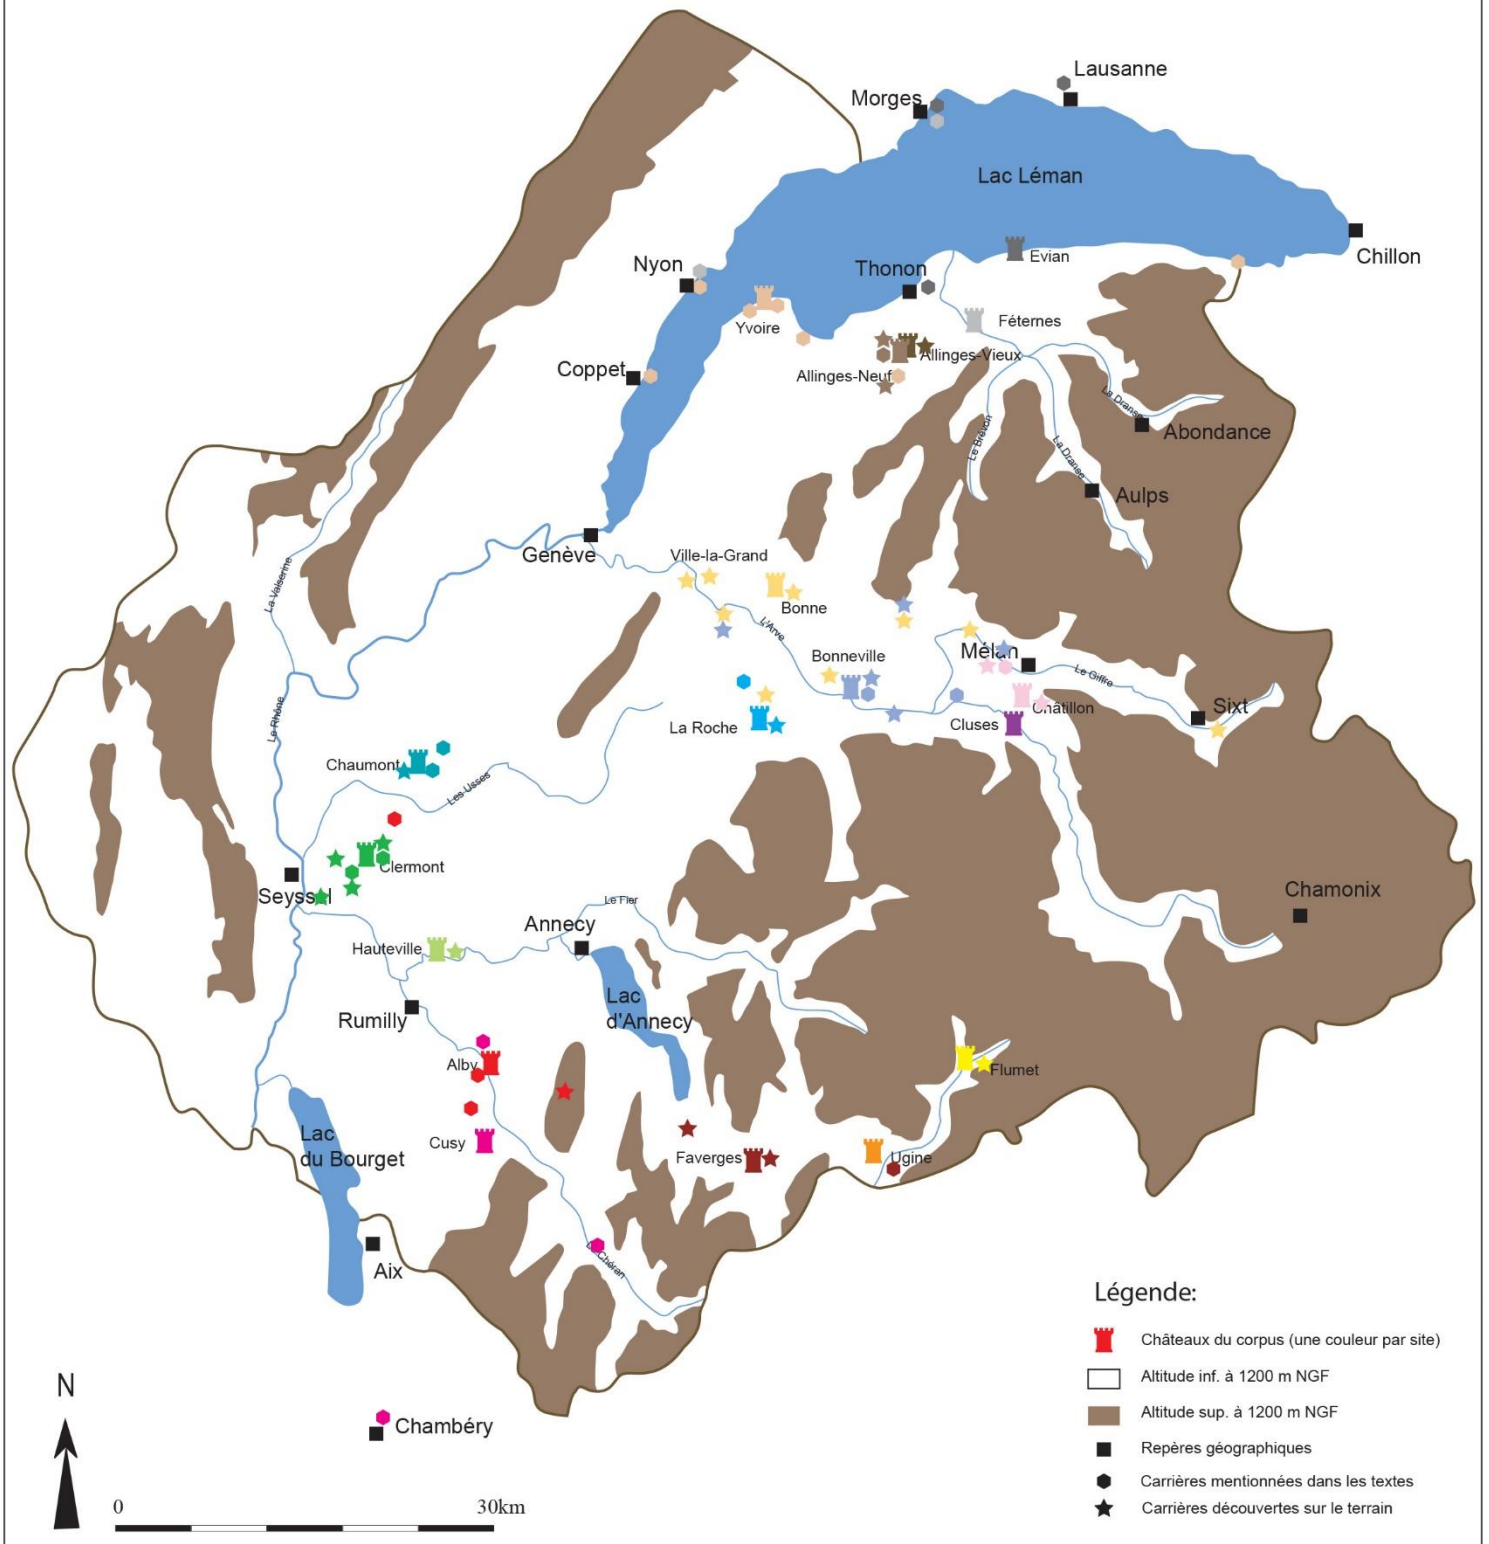 Lausanne
Morges
Lac Léman
Chillon
Evian
Nyon
Thonon
Féternes
Yvoire
Allinges-Vieux
Coppet
Allinges-Neuf
La Dranse
Abondance
Le Brévon
La Dranse
Aulps
Genève
Ville-la-Grand
La Valserine
Bonne
L'Arve
Bonneville
Mélan
Le Giffre
Le Rhône
Châtillon
Sixt
La Roche
Cluses
Chaumont
Les Usses
Clermont
Seyssel
Chamonix
Le Fier
Annecy
Hauteville
Lac
d'Annecy
Rumilly
Alby
Flumet
Lac
du Bourget
Cusy
Faverges
Ugine
Aix
Le Chéran
Légende:
Châteaux du corpus (une couleur par site)
Altitude inf. à 1200 m NGF
Altitude sup. à 1200 m NGF
Repères géographiques
Carrières mentionnées dans les textes
Carrières découvertes sur le terrain
N
Chambéry
0 30km